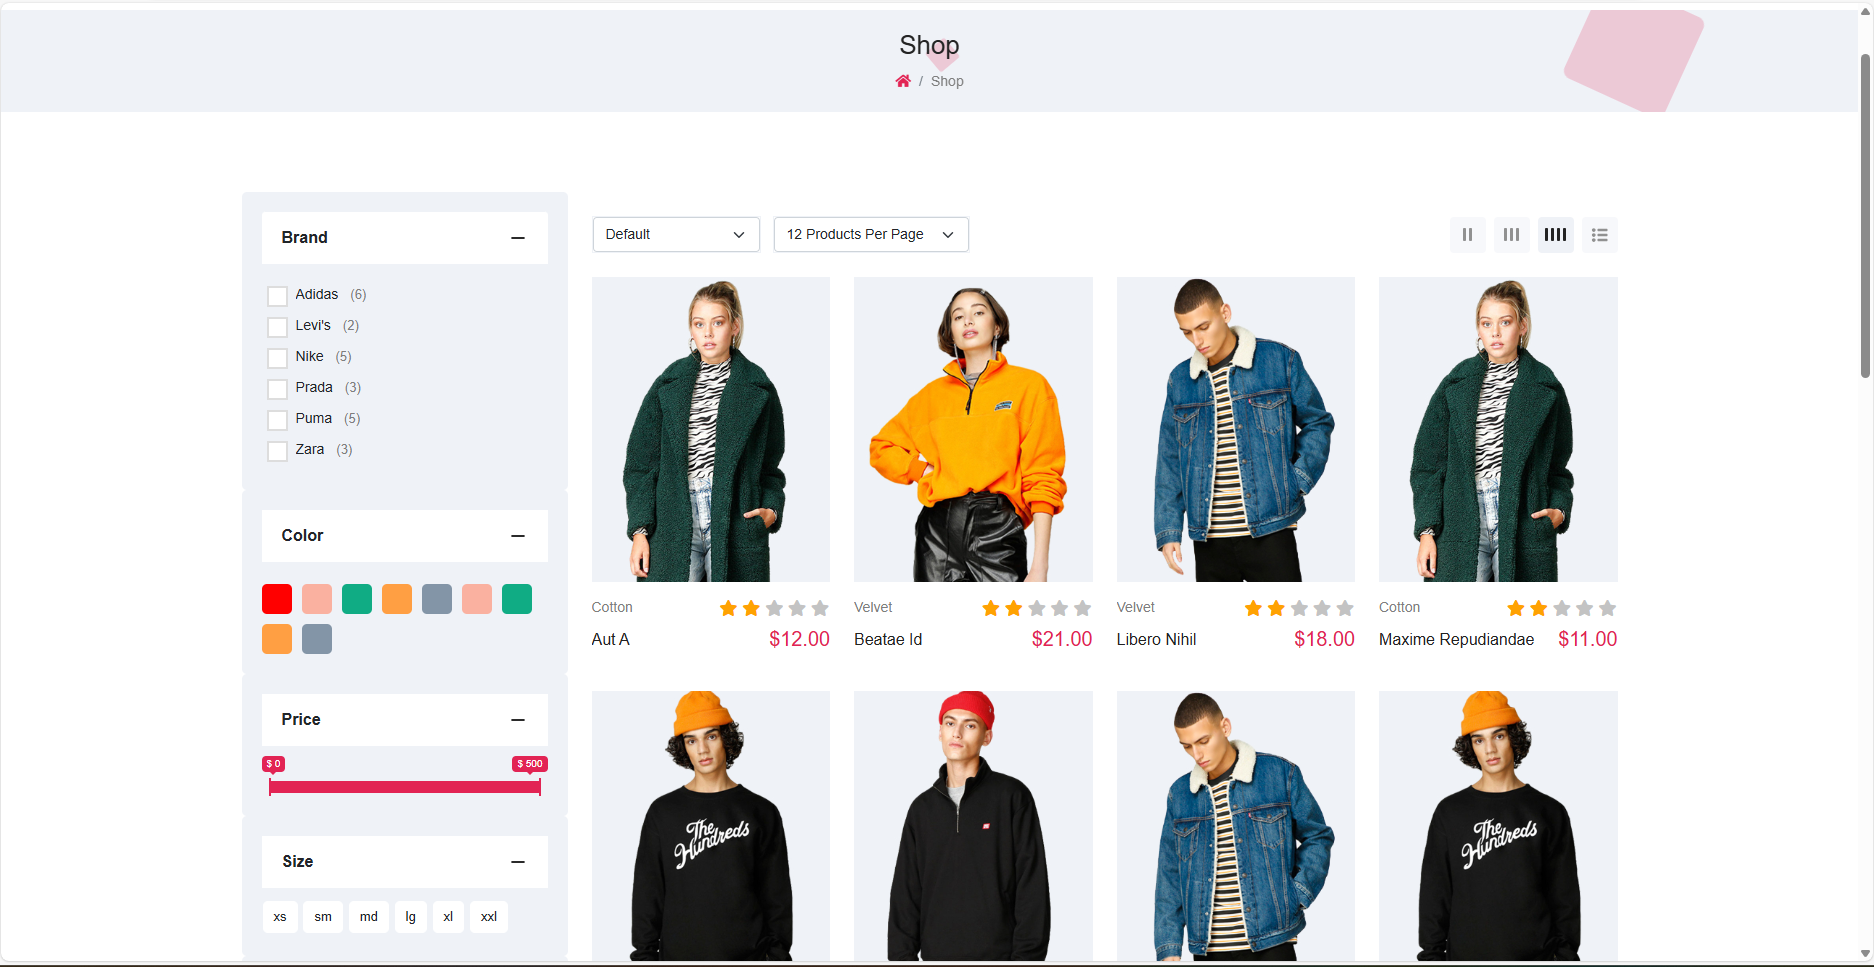 Shop
/ Shop
Brand
Adidas (6)
Levi's (2)
Nike (5)
Prada (3)
Puma (5)
Zara (3)
Color
Price
$ 0 $ 500
Size
xs sm md lg xl xxl
Default 12 Products Per Page
Cotton
Aut A $12.00
Velvet
Beatae Id $21.00
Velvet
Libero Nihil $18.00
Cotton
Maxime Repudiandae $11.00
The
Hundreds
The
Hundreds